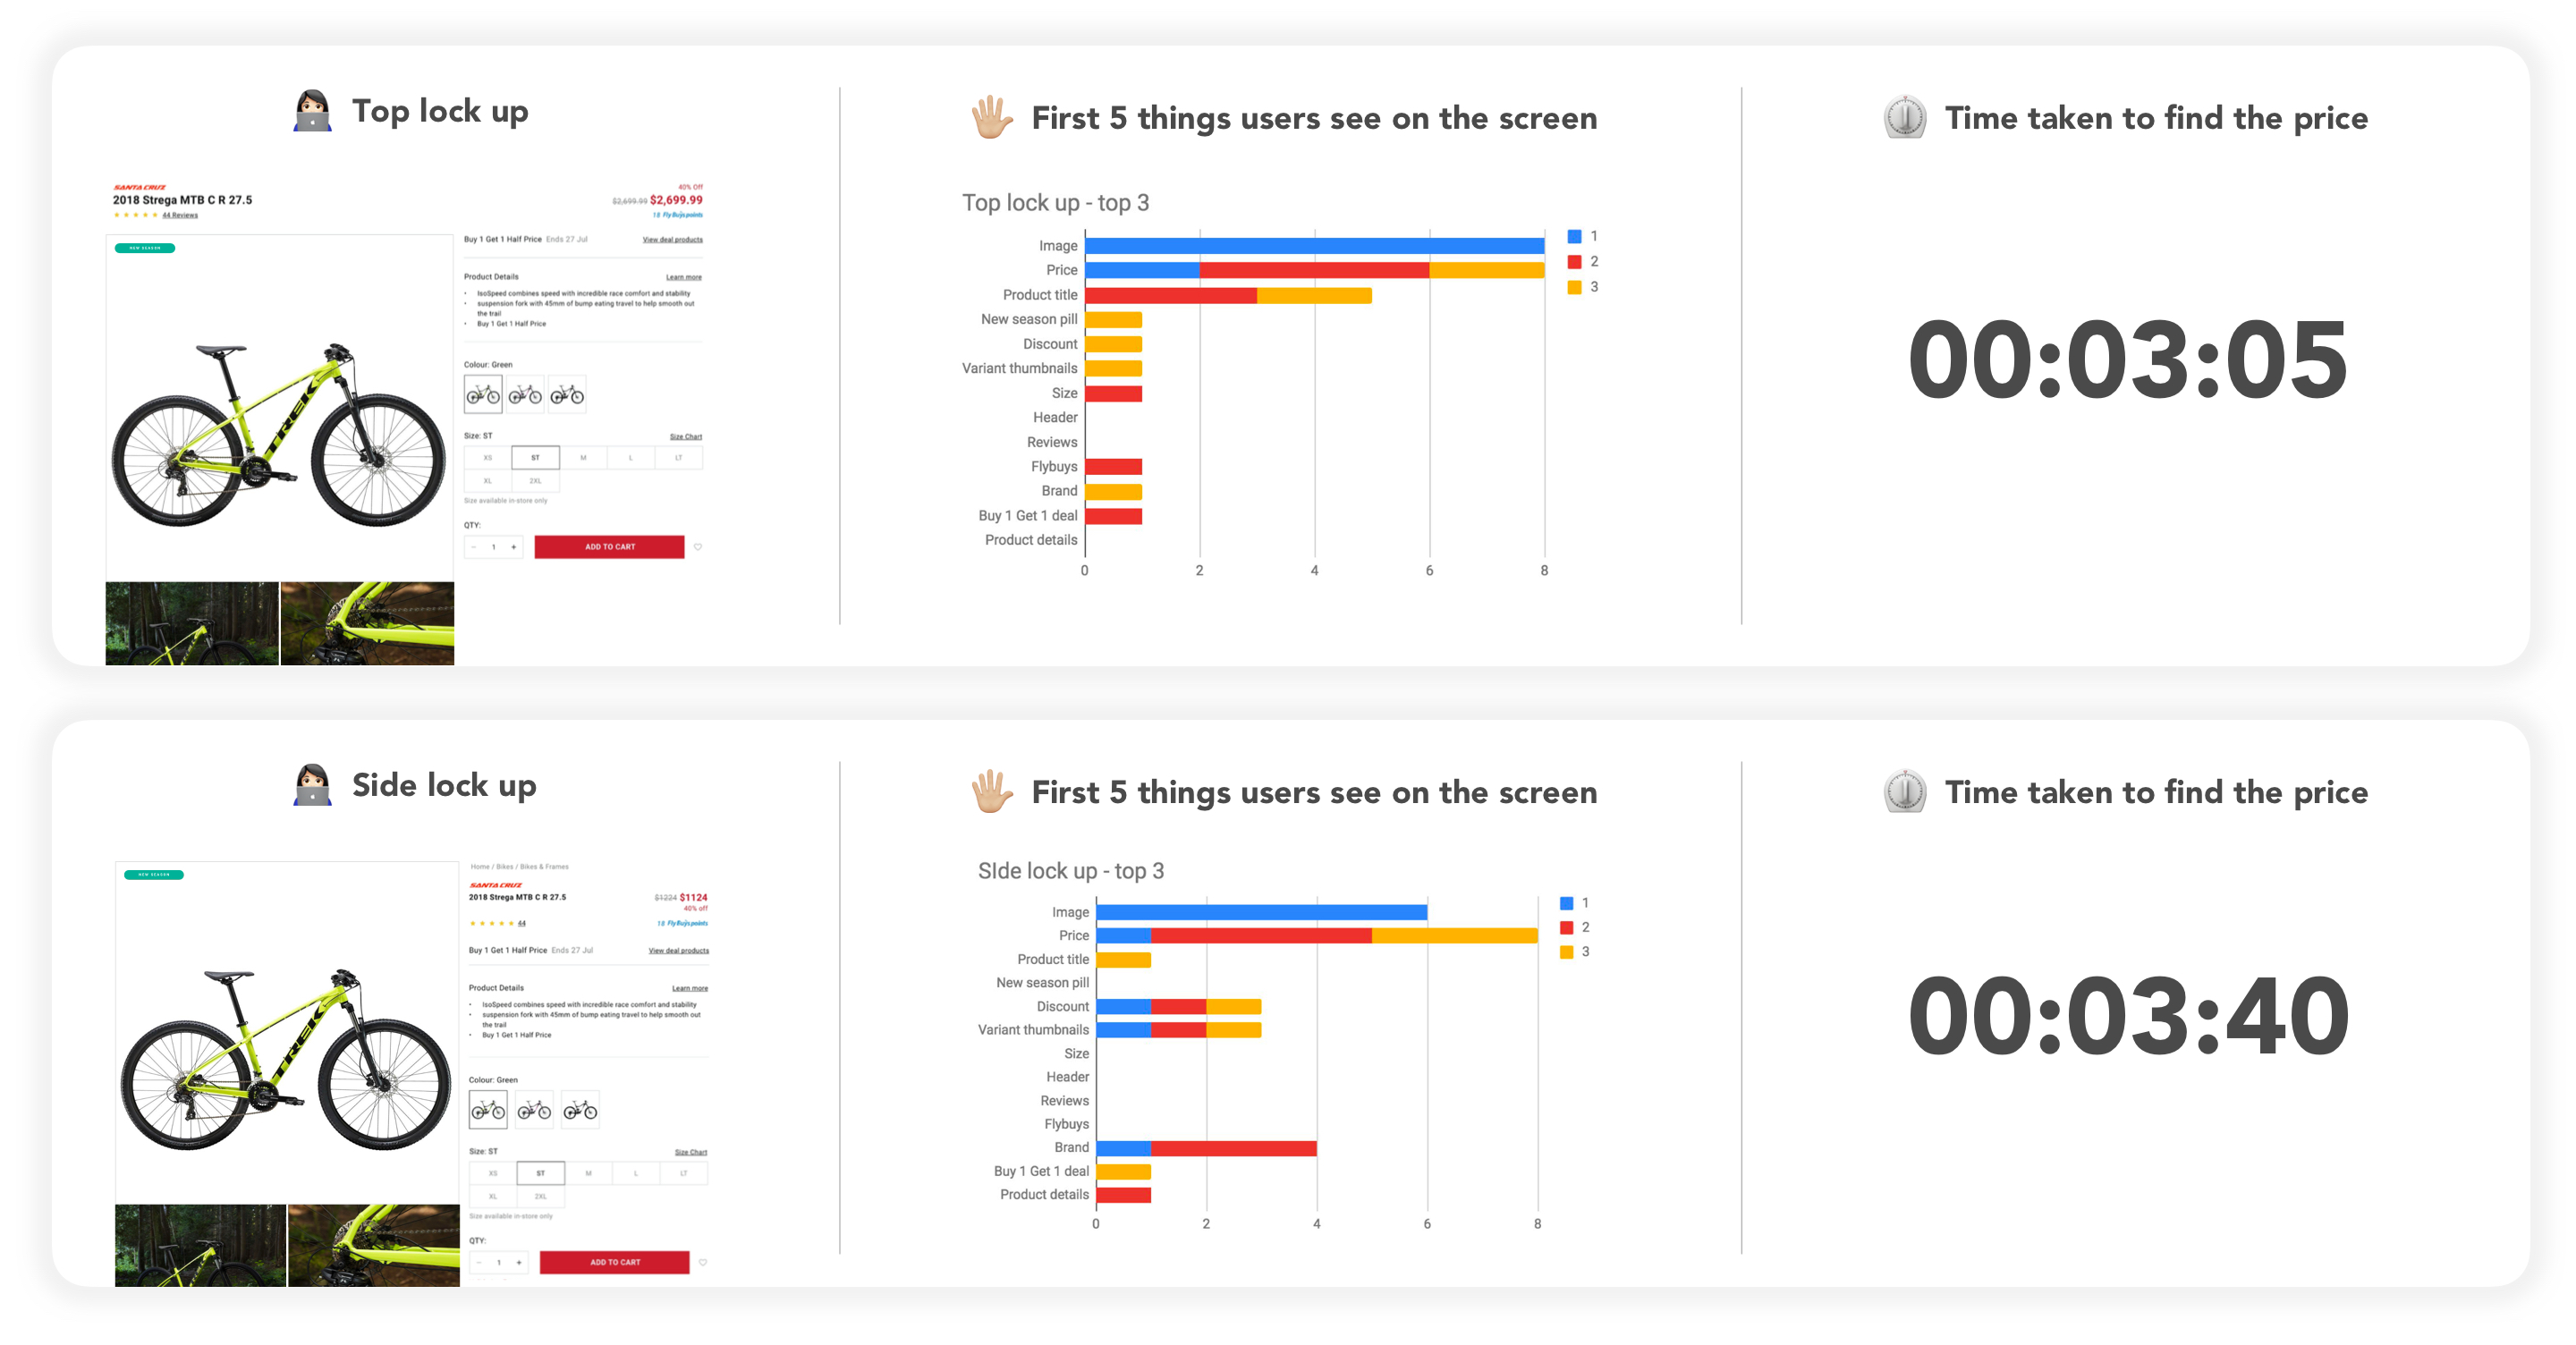 Top lock up
SANTA CRUZ
2018 Strega MTB C R 27.5
44 Reviews
40% Off
$2,699.99 $2,699.99
18 Fly Buys points
NEW SEASON
Buy 1 Get 1 Half Price Ends 27 Jul View deal products
Product Details Learn more
• IsoSpeed combines speed with incredible race comfort and stability
• suspension fork with 45mm of bump eating travel to help smooth out
the trail
• Buy 1 Get 1 Half Price
Colour: Green
Size: ST Size Chart
XS ST M L LT
XL 2XL
Size available in-store only
QTY:
− 1 + ADD TO CART
TREK
First 5 things users see on the screen
Top lock up - top 3
Image
Price
Product title
New season pill
Discount
Variant thumbnails
Size
Header
Reviews
Flybuys
Brand
Buy 1 Get 1 deal
Product details
0 2 4 6 8
1
2
3
Time taken to find the price
00:03:05
Side lock up
NEW SEASON
Home / Bikes / Bikes & Frames
SANTA CRUZ
2018 Strega MTB C R 27.5 $1224 $1124
40% off
44 18 Fly Buys points
Buy 1 Get 1 Half Price Ends 27 Jul View deal products
Product Details Learn more
• IsoSpeed combines speed with incredible race comfort and stability
• suspension fork with 45mm of bump eating travel to help smooth out
the trail
• Buy 1 Get 1 Half Price
Colour: Green
Size: ST Size Chart
XS ST M L LT
XL 2XL
Size available in-store only
QTY:
− 1 + ADD TO CART
TREK
First 5 things users see on the screen
SIde lock up - top 3
Image
Price
Product title
New season pill
Discount
Variant thumbnails
Size
Header
Reviews
Flybuys
Brand
Buy 1 Get 1 deal
Product details
0 2 4 6 8
1
2
3
Time taken to find the price
00:03:40